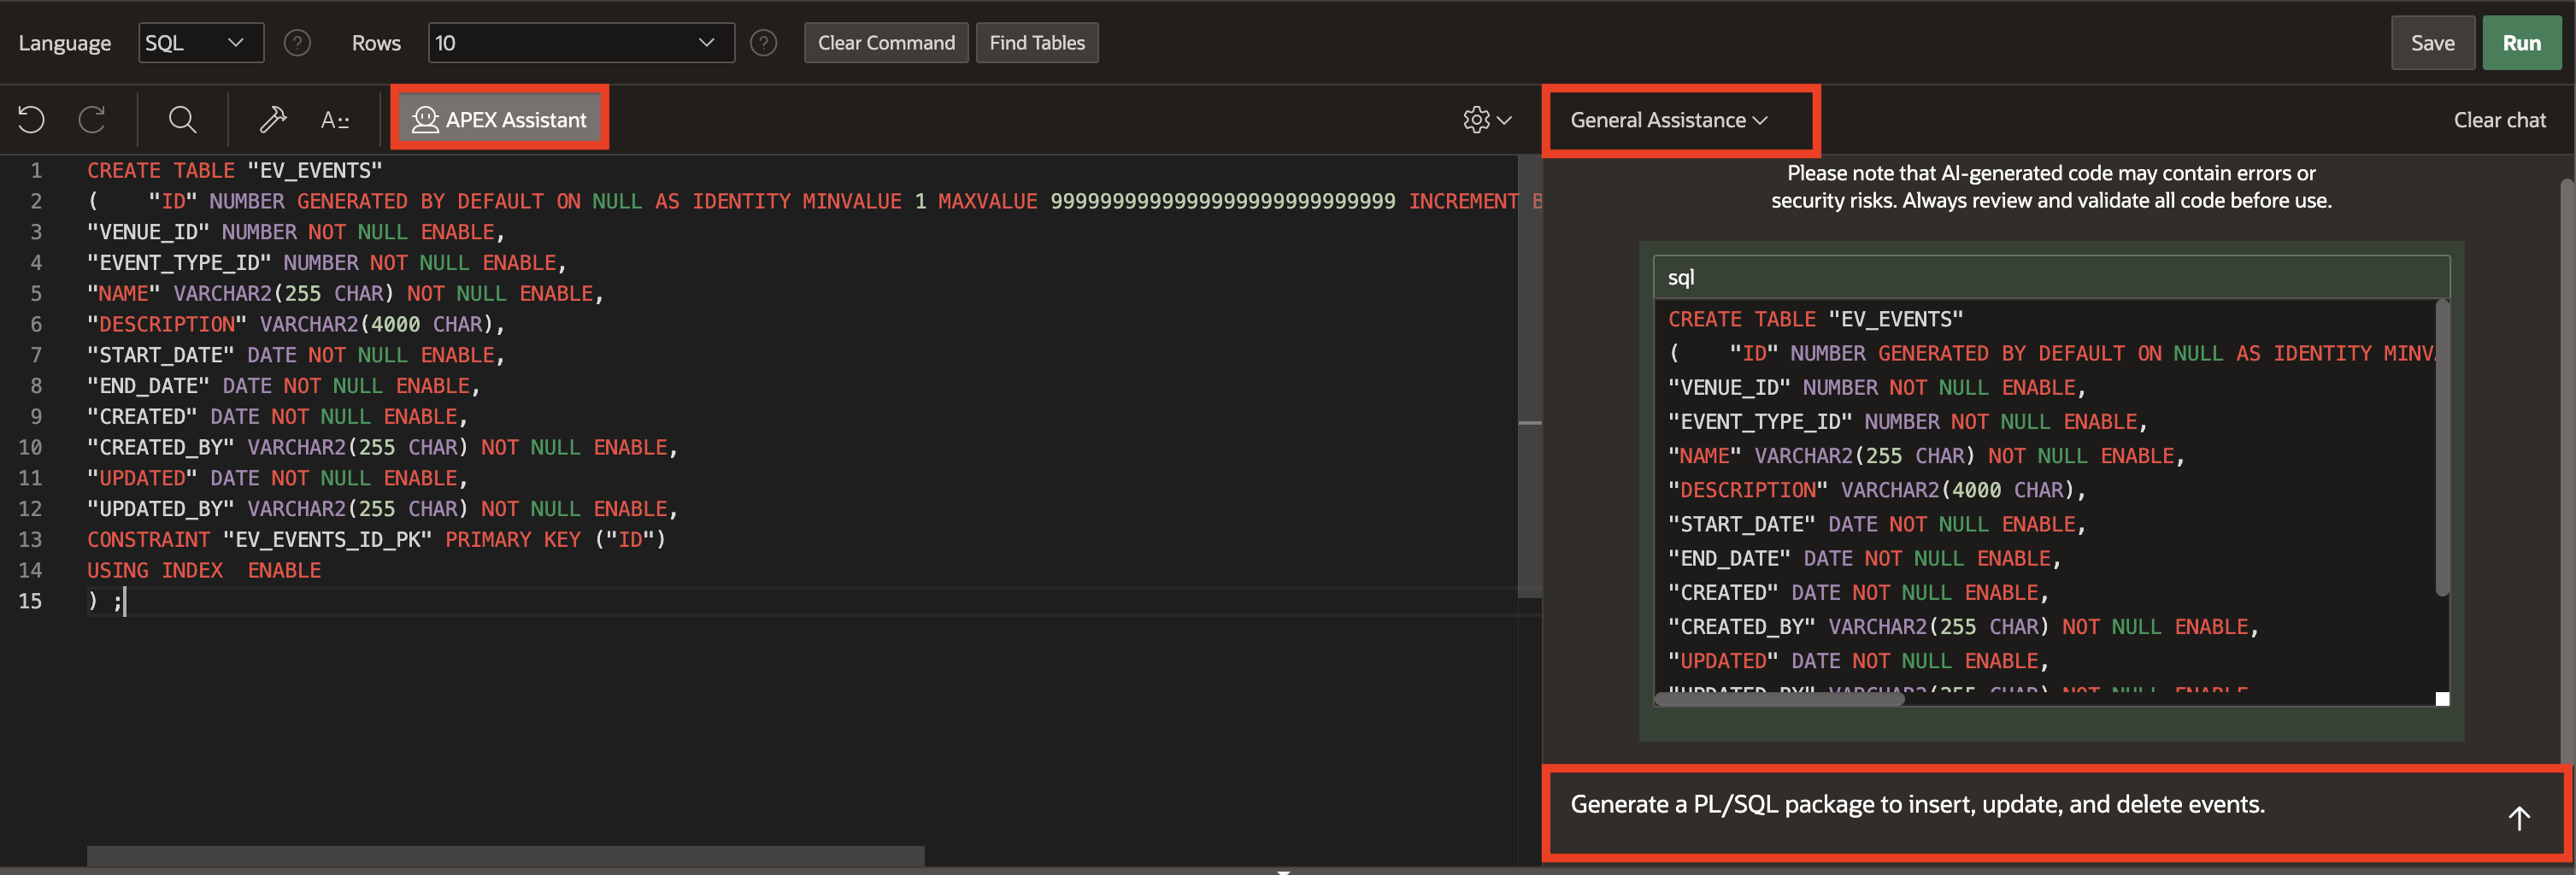 Language SQL Rows 10 Clear Command Find Tables Save Run
APEX Assistant General Assistance Clear chat
1 CREATE TABLE "EV_EVENTS"
2 ( "ID" NUMBER GENERATED BY DEFAULT ON NULL AS IDENTITY MINVALUE 1 MAXVALUE 9999999999999999999999999999 INCREMENT B
3 "VENUE_ID" NUMBER NOT NULL ENABLE,
4 "EVENT_TYPE_ID" NUMBER NOT NULL ENABLE,
5 "NAME" VARCHAR2(255 CHAR) NOT NULL ENABLE,
6 "DESCRIPTION" VARCHAR2(4000 CHAR),
7 "START_DATE" DATE NOT NULL ENABLE,
8 "END_DATE" DATE NOT NULL ENABLE,
9 "CREATED" DATE NOT NULL ENABLE,
10 "CREATED_BY" VARCHAR2(255 CHAR) NOT NULL ENABLE,
11 "UPDATED" DATE NOT NULL ENABLE,
12 "UPDATED_BY" VARCHAR2(255 CHAR) NOT NULL ENABLE,
13 CONSTRAINT "EV_EVENTS_ID_PK" PRIMARY KEY ("ID")
14 USING INDEX ENABLE
15 ) ;
Please note that AI-generated code may contain errors or
security risks. Always review and validate all code before use.
sql
CREATE TABLE "EV_EVENTS"
( "ID" NUMBER GENERATED BY DEFAULT ON NULL AS IDENTITY MINV
"VENUE_ID" NUMBER NOT NULL ENABLE,
"EVENT_TYPE_ID" NUMBER NOT NULL ENABLE,
"NAME" VARCHAR2(255 CHAR) NOT NULL ENABLE,
"DESCRIPTION" VARCHAR2(4000 CHAR),
"START_DATE" DATE NOT NULL ENABLE,
"END_DATE" DATE NOT NULL ENABLE,
"CREATED" DATE NOT NULL ENABLE,
"CREATED_BY" VARCHAR2(255 CHAR) NOT NULL ENABLE,
"UPDATED" DATE NOT NULL ENABLE,
"UPDATED_BY" VARCHAR2(255 CHAR) NOT NULL ENABLE
Generate a PL/SQL package to insert, update, and delete events.